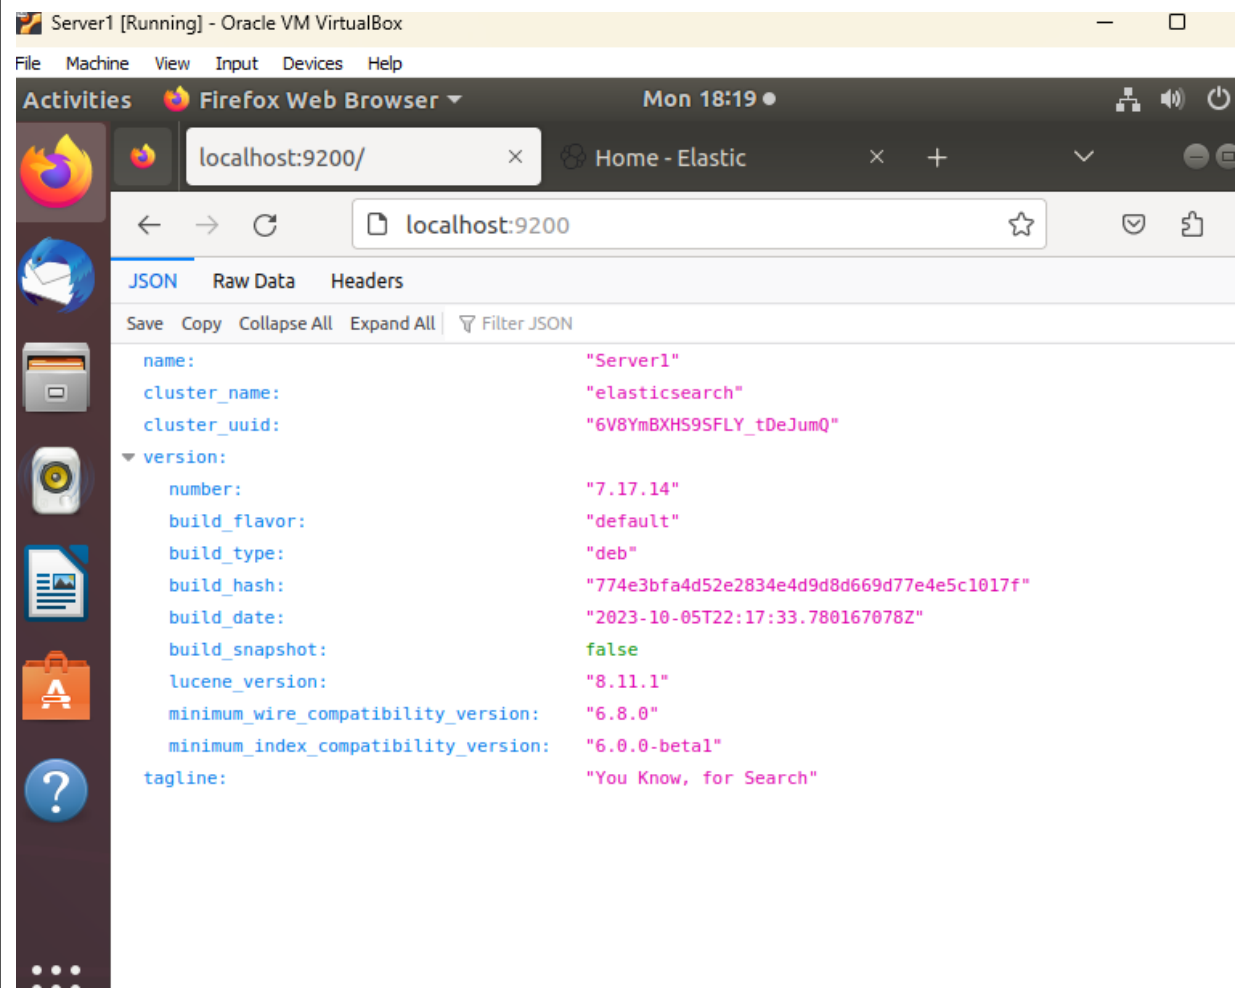 Server1 [Running] - Oracle VM VirtualBox
File Machine View Input Devices Help
Activities Firefox Web Browser Mon 18:19
localhost:9200/ Home - Elastic
localhost:9200
JSON Raw Data Headers
Save Copy Collapse All Expand All Filter JSON
name: "Server1"
cluster_name: "elasticsearch"
cluster_uuid: "6V8YmBXHS9SFLY_tDeJumQ"
version:
number: "7.17.14"
build_flavor: "default"
build_type: "deb"
build_hash: "774e3bfa4d52e2834e4d9d8d669d77e4e5c1017f"
build_date: "2023-10-05T22:17:33.780167078Z"
build_snapshot: false
lucene_version: "8.11.1"
minimum_wire_compatibility_version: "6.8.0"
minimum_index_compatibility_version: "6.0.0-beta1"
tagline: "You Know, for Search"